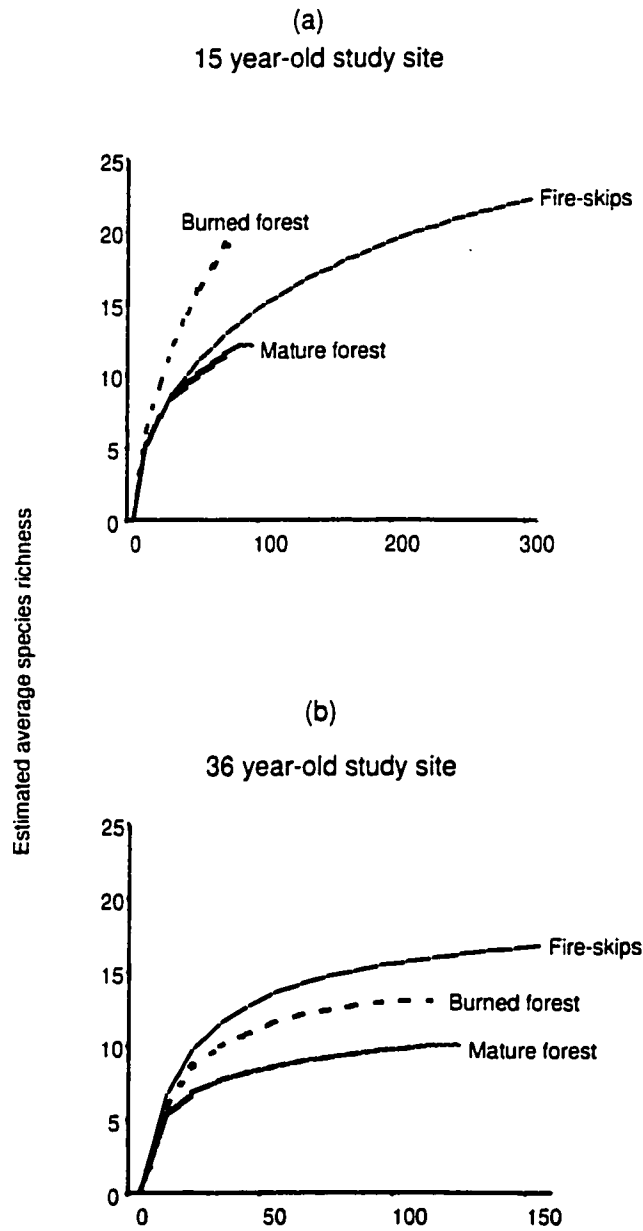 (a)
15 year-old study site
25
20
15
10
5
0
Burned forest
Fire-skips
Mature forest
0 100 200 300
Estimated average species richness
(b)
36 year-old study site
25
20
15
10
5
0
Fire-skips
Burned forest
Mature forest
0 50 100 150